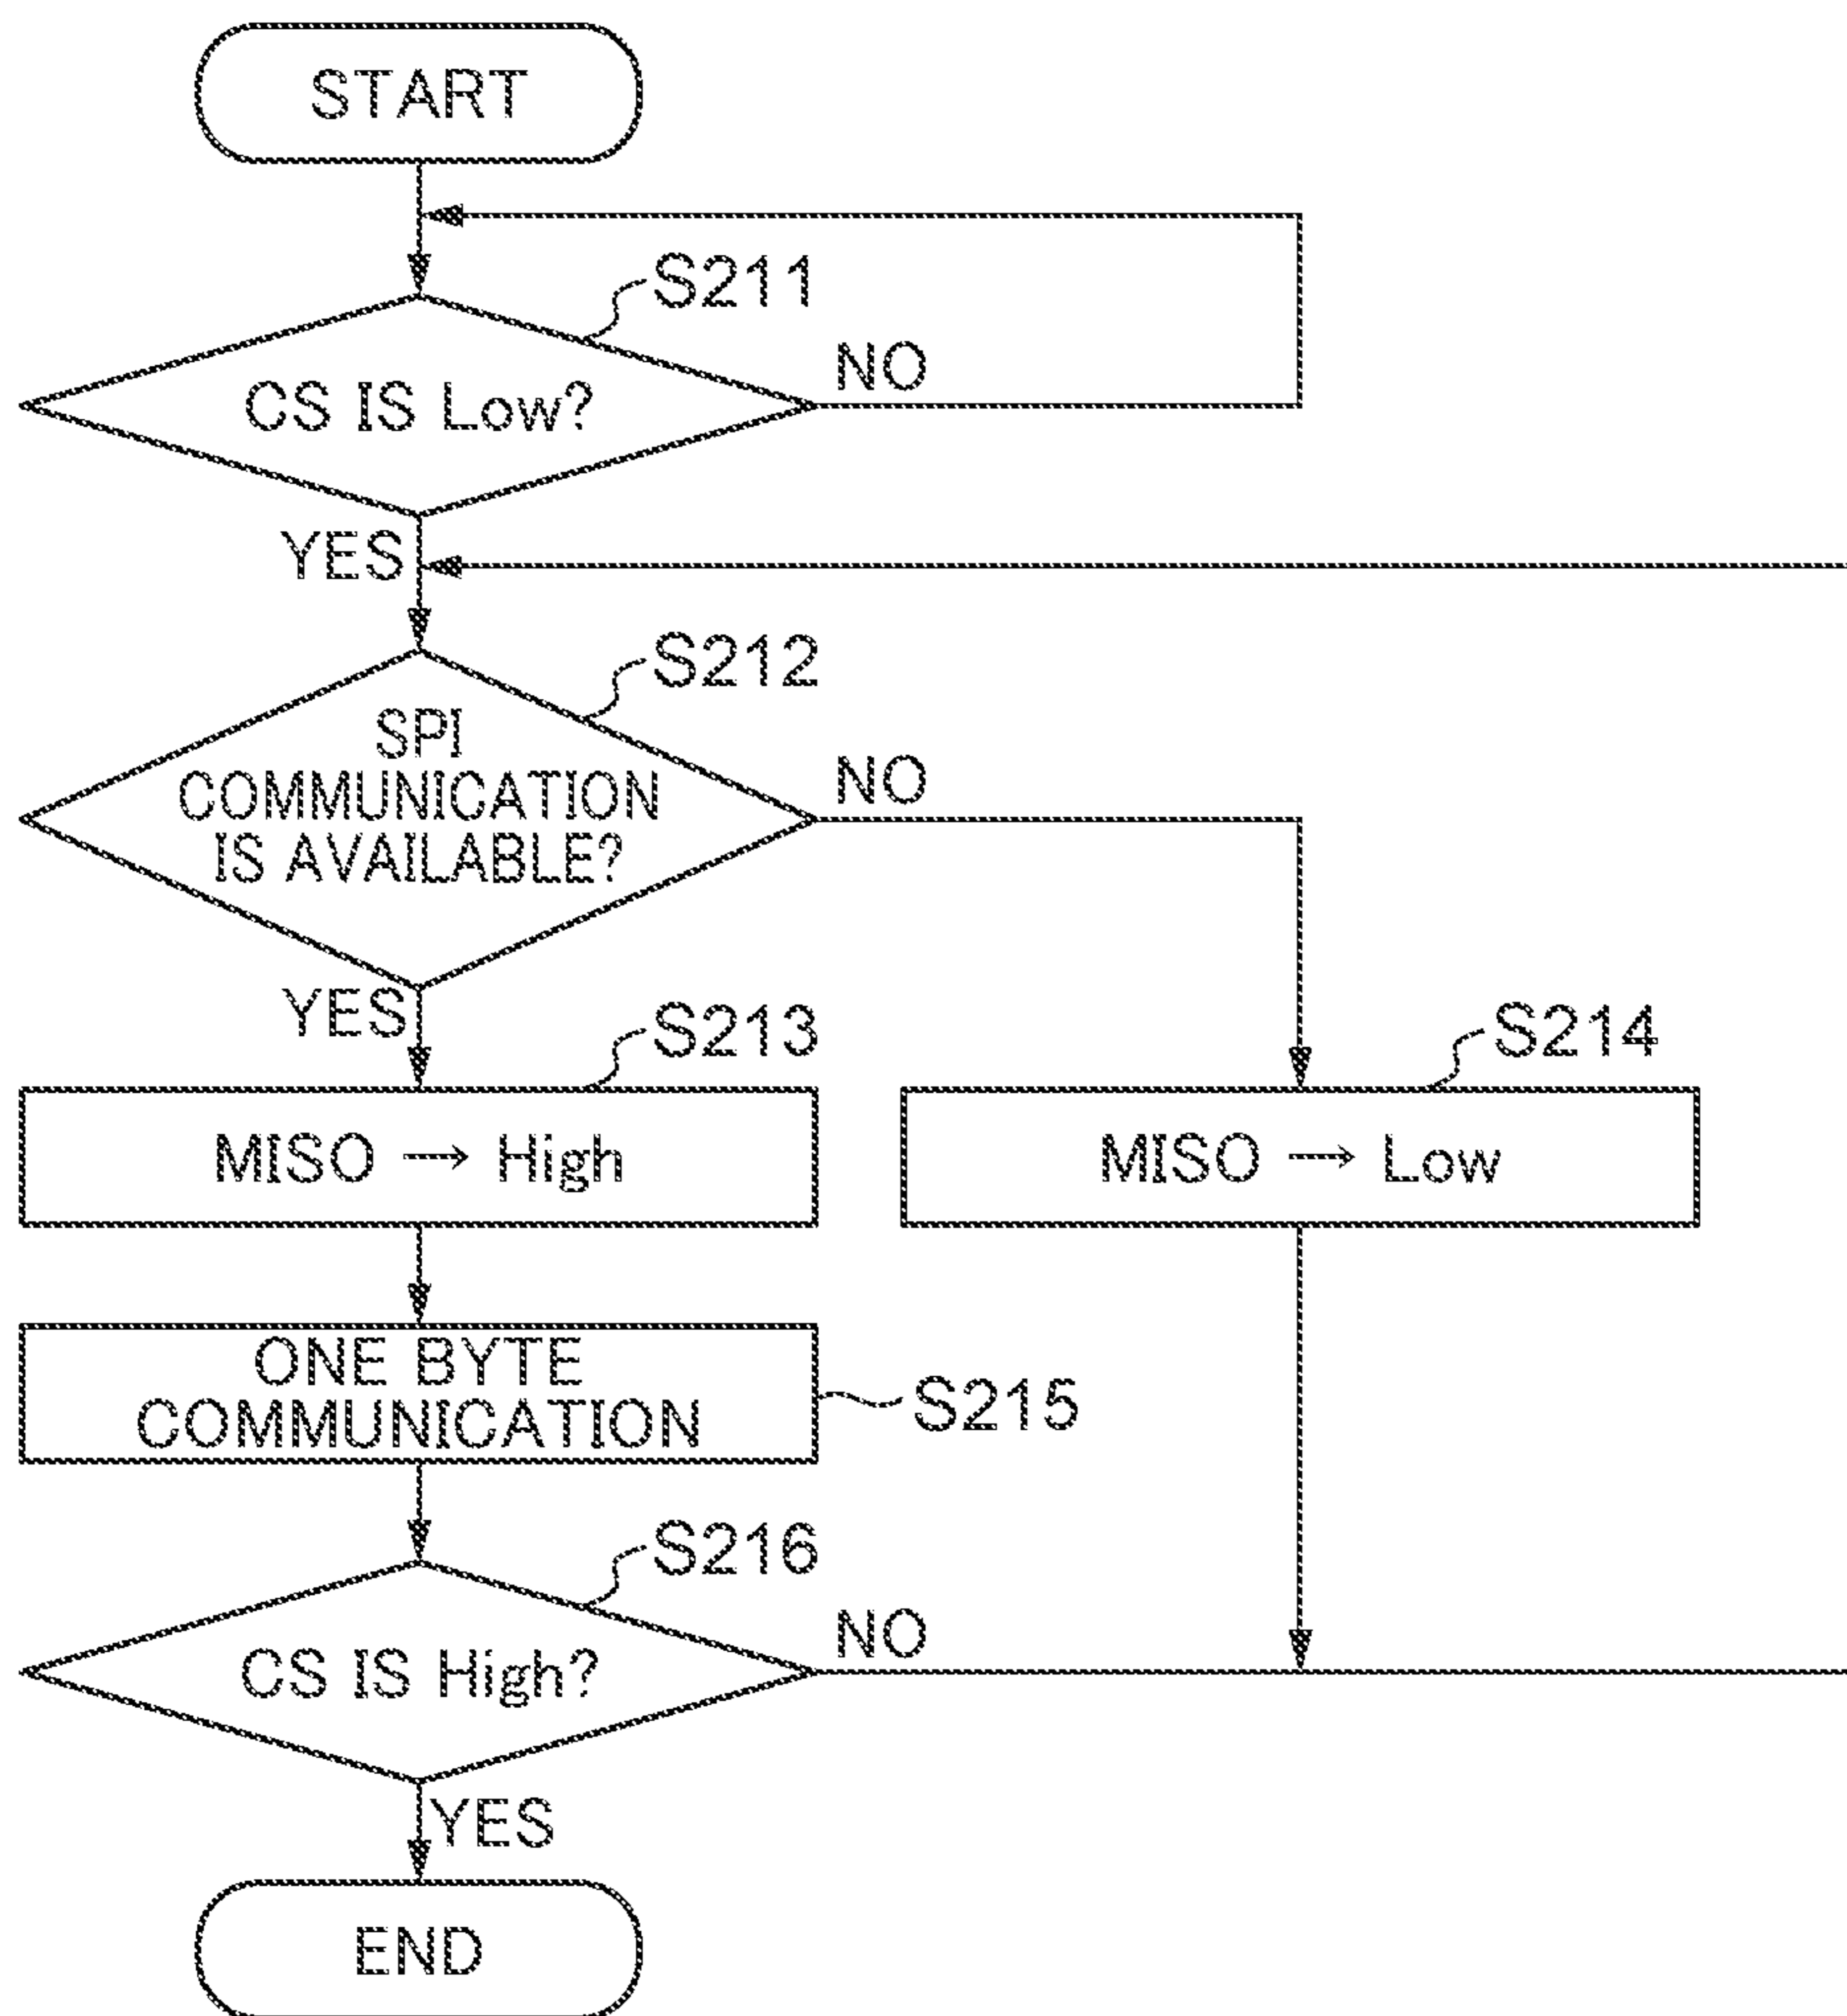 START
S211
CS IS Low?
NO
YES
S212
SPI
COMMUNICATION
IS AVAILABLE?
NO
YES
S213
S214
MISO → High
MISO → Low
ONE BYTE
COMMUNICATION
S215
S216
CS IS High?
NO
YES
END